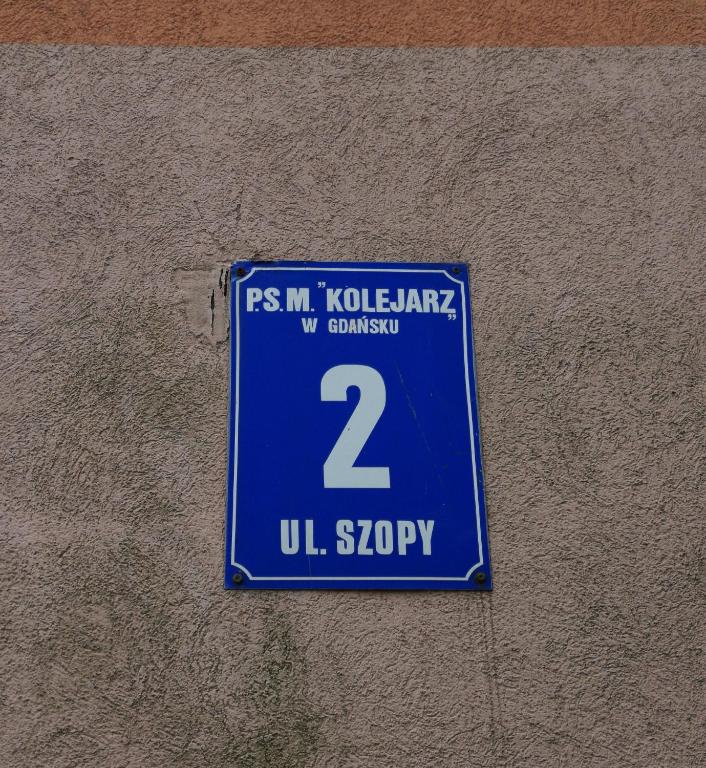 P.S.M. "KOLEJARZ"
W GDAŃSKU
2
UL. SZOPY